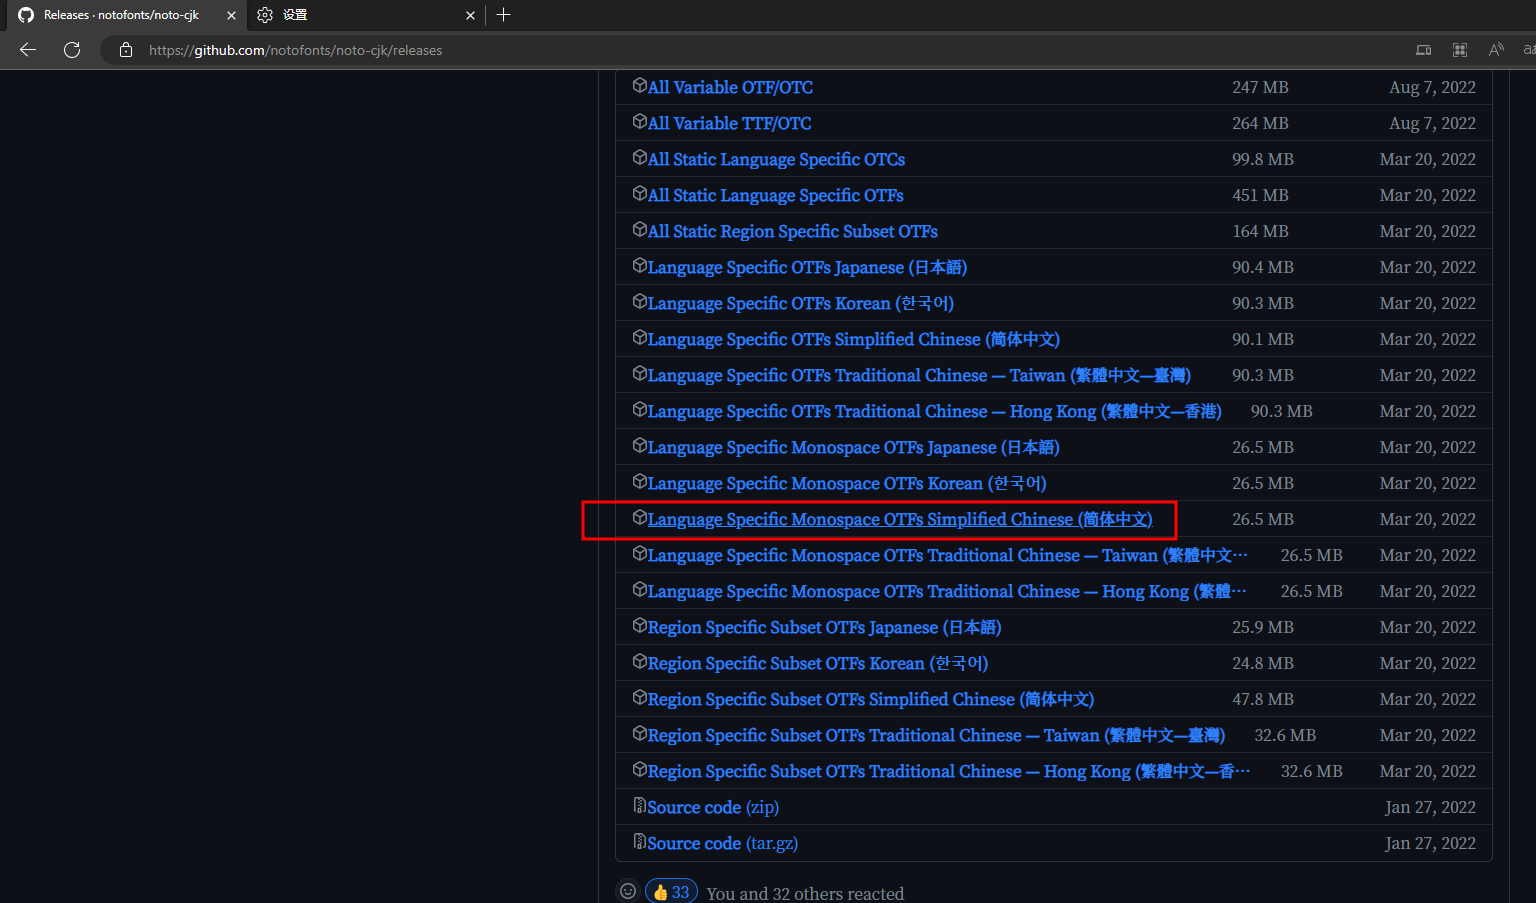 Releases · notofonts/noto-cjk
设置
https://github.com/notofonts/noto-cjk/releases
All Variable OTF/OTC 247 MB Aug 7, 2022
All Variable TTF/OTC 264 MB Aug 7, 2022
All Static Language Specific OTCs 99.8 MB Mar 20, 2022
All Static Language Specific OTFs 451 MB Mar 20, 2022
All Static Region Specific Subset OTFs 164 MB Mar 20, 2022
Language Specific OTFs Japanese (日本語) 90.4 MB Mar 20, 2022
Language Specific OTFs Korean (한국어) 90.3 MB Mar 20, 2022
Language Specific OTFs Simplified Chinese (简体中文) 90.1 MB Mar 20, 2022
Language Specific OTFs Traditional Chinese — Taiwan (繁體中文—臺灣) 90.3 MB Mar 20, 2022
Language Specific OTFs Traditional Chinese — Hong Kong (繁體中文—香港) 90.3 MB Mar 20, 2022
Language Specific Monospace OTFs Japanese (日本語) 26.5 MB Mar 20, 2022
Language Specific Monospace OTFs Korean (한국어) 26.5 MB Mar 20, 2022
Language Specific Monospace OTFs Simplified Chinese (简体中文) 26.5 MB Mar 20, 2022
Language Specific Monospace OTFs Traditional Chinese — Taiwan (繁體中文… 26.5 MB Mar 20, 2022
Language Specific Monospace OTFs Traditional Chinese — Hong Kong (繁體… 26.5 MB Mar 20, 2022
Region Specific Subset OTFs Japanese (日本語) 25.9 MB Mar 20, 2022
Region Specific Subset OTFs Korean (한국어) 24.8 MB Mar 20, 2022
Region Specific Subset OTFs Simplified Chinese (简体中文) 47.8 MB Mar 20, 2022
Region Specific Subset OTFs Traditional Chinese — Taiwan (繁體中文—臺灣) 32.6 MB Mar 20, 2022
Region Specific Subset OTFs Traditional Chinese — Hong Kong (繁體中文—香… 32.6 MB Mar 20, 2022
Source code (zip) Jan 27, 2022
Source code (tar.gz) Jan 27, 2022
👍 33 You and 32 others reacted